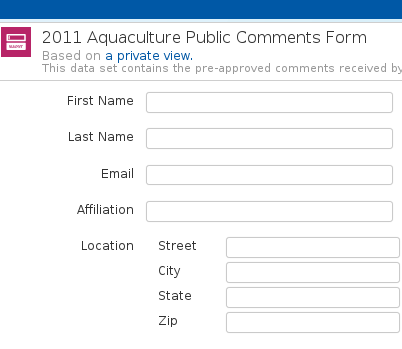 2011 Aquaculture Public Comments Form
Based on a private view.
This data set contains the pre-approved comments received by
First Name
Last Name
Email
Affiliation
Location
Street
City
State
Zip